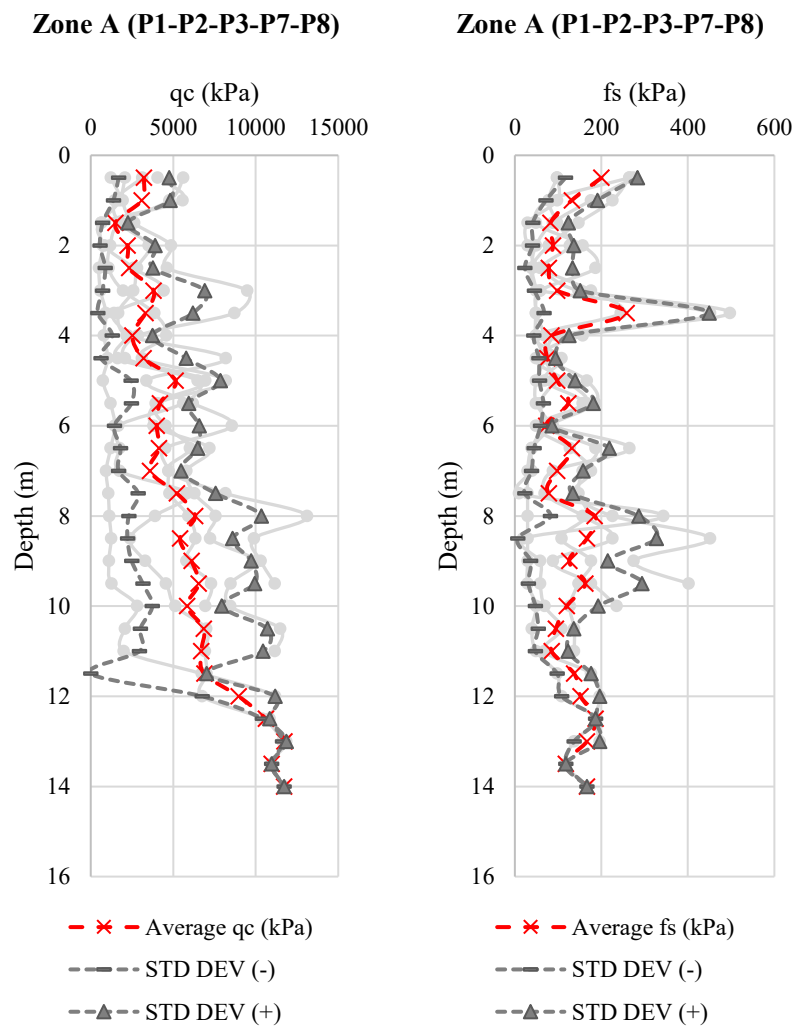 Zone A (P1-P2-P3-P7-P8)
qc (kPa)
0 5000 10000 15000
0
2
4
6
8
10
12
14
16
Depth (m)
Average qc (kPa)
STD DEV (-)
STD DEV (+)
Zone A (P1-P2-P3-P7-P8)
fs (kPa)
0 200 400 600
0
2
4
6
8
10
12
14
16
Depth (m)
Average fs (kPa)
STD DEV (-)
STD DEV (+)